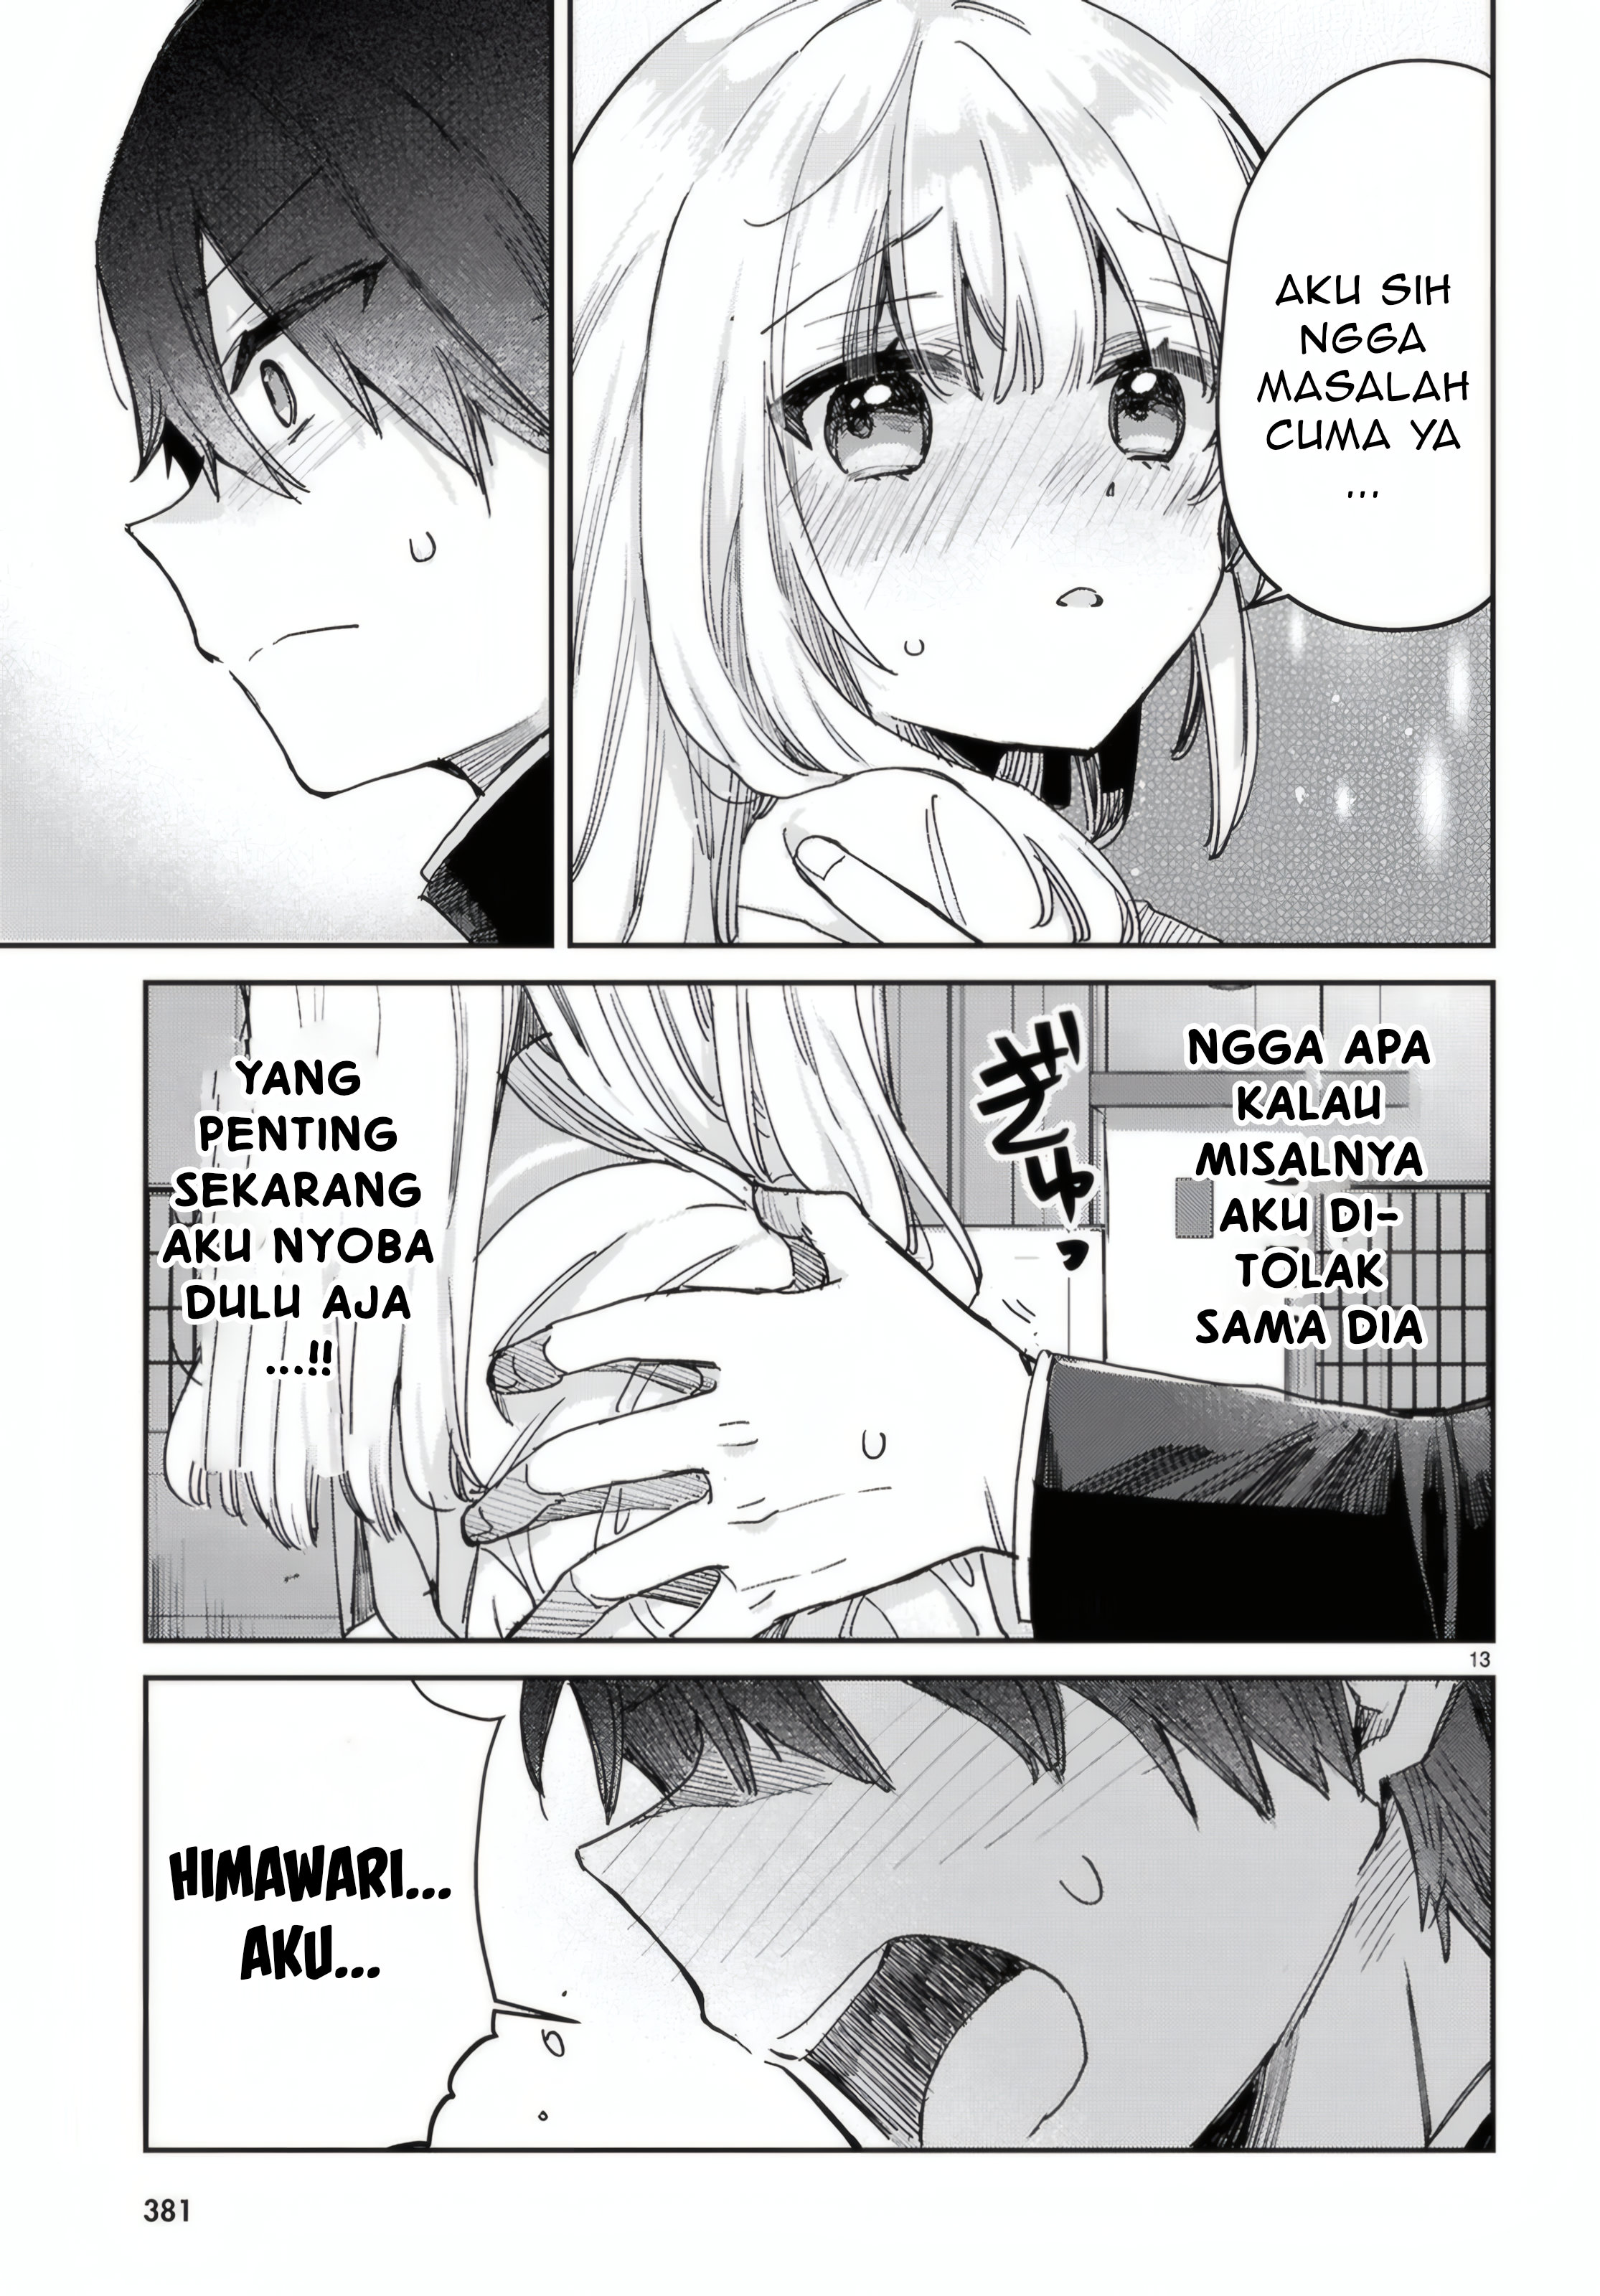 AKU SIH
NGGA
MASALAH
CUMA YA
...
NGGA APA
KALAU
MISALNYA
AKU DI-
TOLAK
SAMA DIA
ぎゅっ
YANG
PENTING
SEKARANG
AKU NYOBA
DULU AJA
...!!
13
HIMAWARI...
AKU...
381